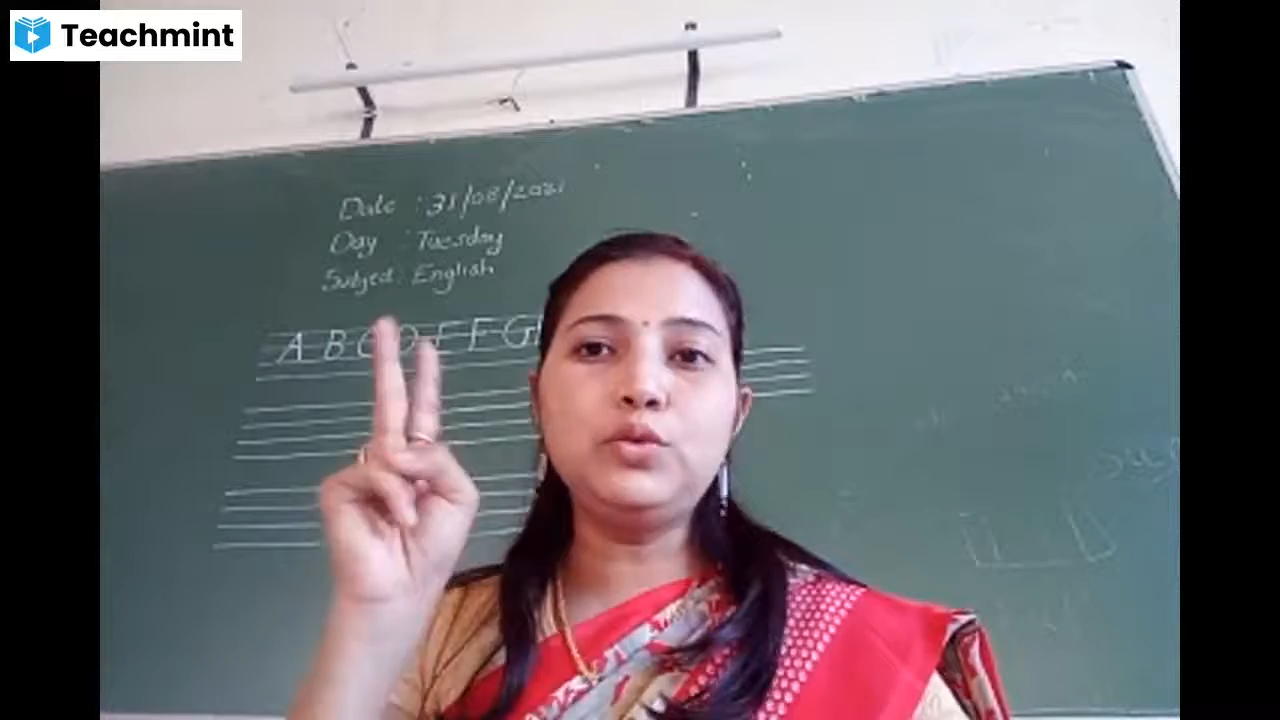 Teachmint
Date : 31/08/2021
Day : Tuesday
Subject : English
A B C D E F G